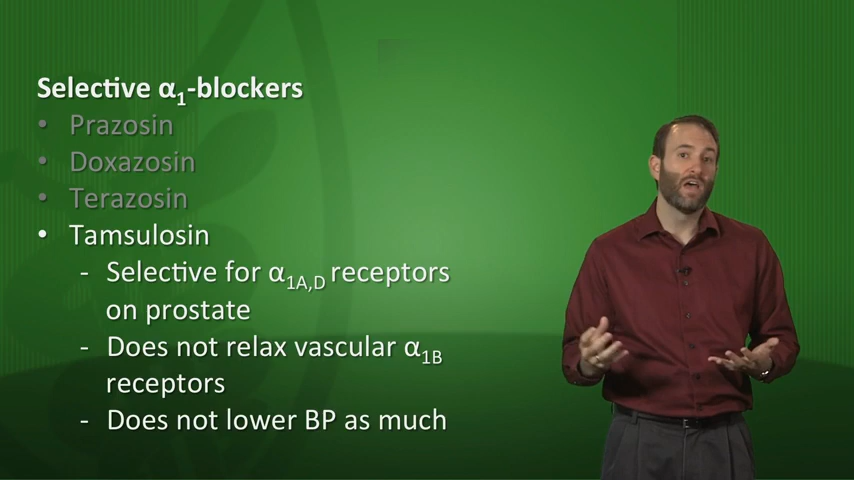 Selective α₁-blockers
• Prazosin
• Doxazosin
• Terazosin
• Tamsulosin
- Selective for α₁A,D receptors
on prostate
- Does not relax vascular α₁B
receptors
- Does not lower BP as much